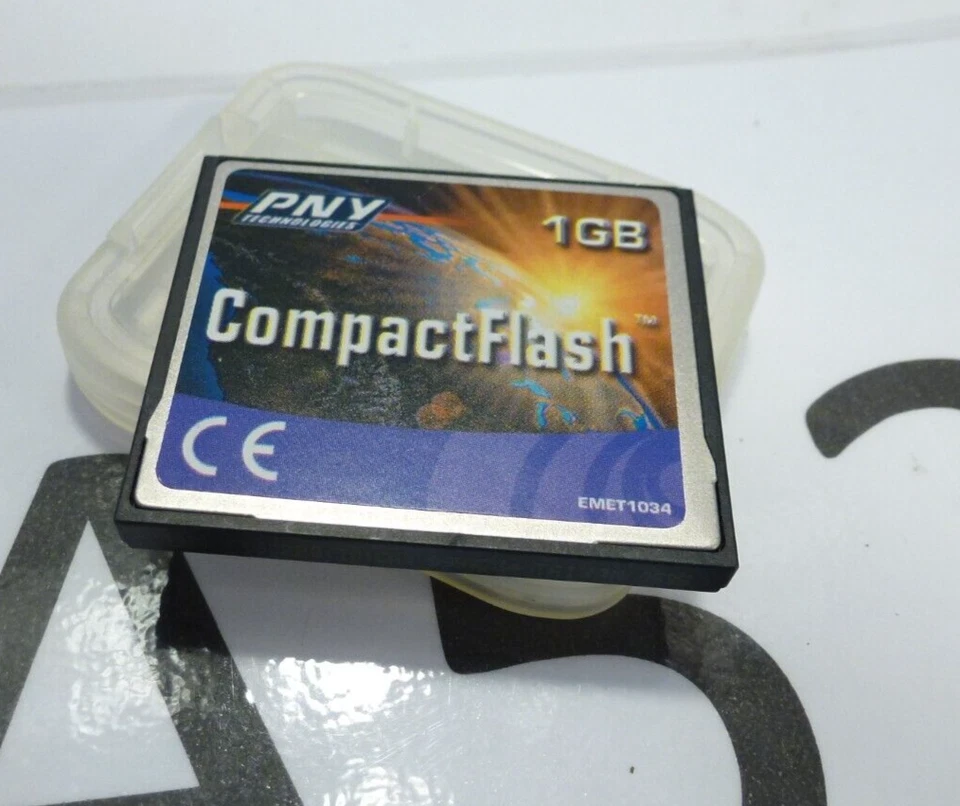 PNY
TECHNOLOGIES
1GB
CompactFlash™
CE
EMET1034
A